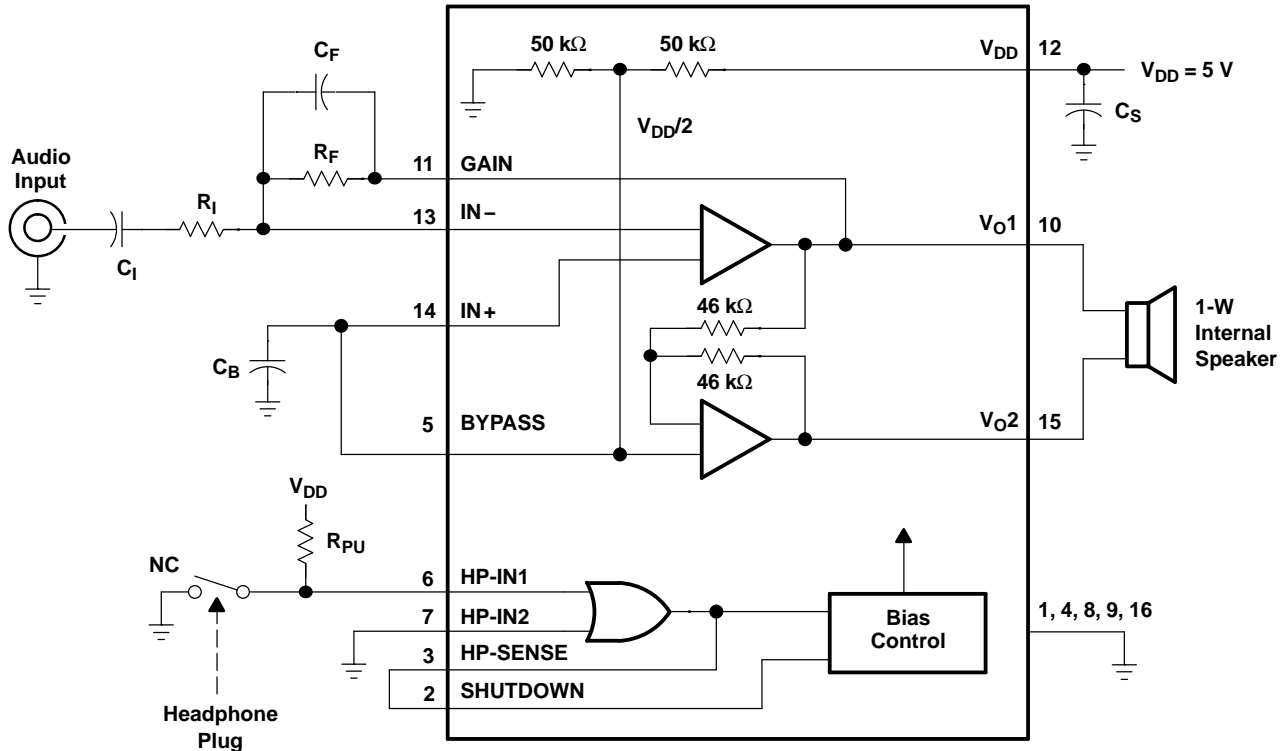 50 kΩ
50 kΩ
V_DD
12
V_DD = 5 V
C_S
C_F
R_F
V_DD/2
11
GAIN
Audio
Input
R_I
C_I
13
IN–
V_O1
10
14
IN+
46 kΩ
46 kΩ
1-W
Internal
Speaker
C_B
5
BYPASS
V_O2
15
V_DD
R_PU
NC
6
HP-IN1
7
HP-IN2
3
HP-SENSE
2
SHUTDOWN
Bias
Control
1, 4, 8, 9, 16
Headphone
Plug